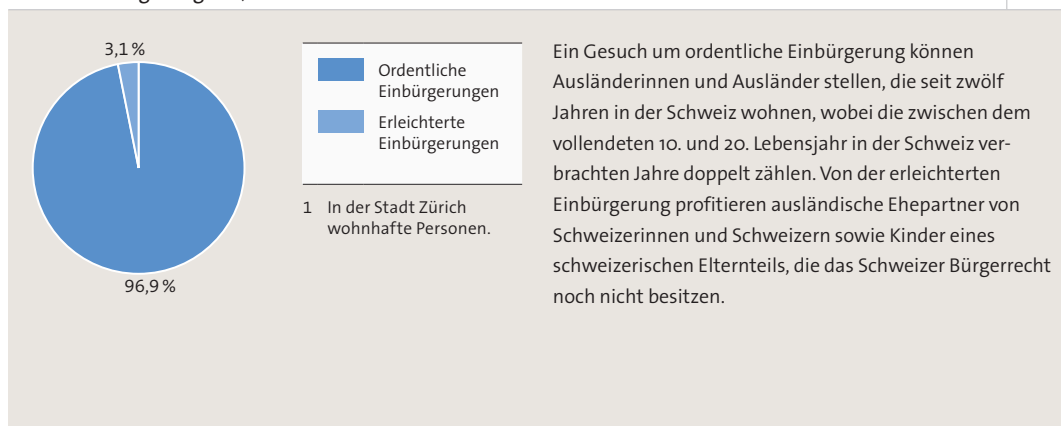 3,1 %
96,9 %
Ordentliche
Einbürgerungen
Erleichterte
Einbürgerungen
1 In der Stadt Zürich
wohnhafte Personen.
Ein Gesuch um ordentliche Einbürgerung können
Ausländerinnen und Ausländer stellen, die seit zwölf
Jahren in der Schweiz wohnen, wobei die zwischen dem
vollendeten 10. und 20. Lebensjahr in der Schweiz ver-
brachten Jahre doppelt zählen. Von der erleichterten
Einbürgerung profitieren ausländische Ehepartner von
Schweizerinnen und Schweizern sowie Kinder eines
schweizerischen Elternteils, die das Schweizer Bürgerrecht
noch nicht besitzen.